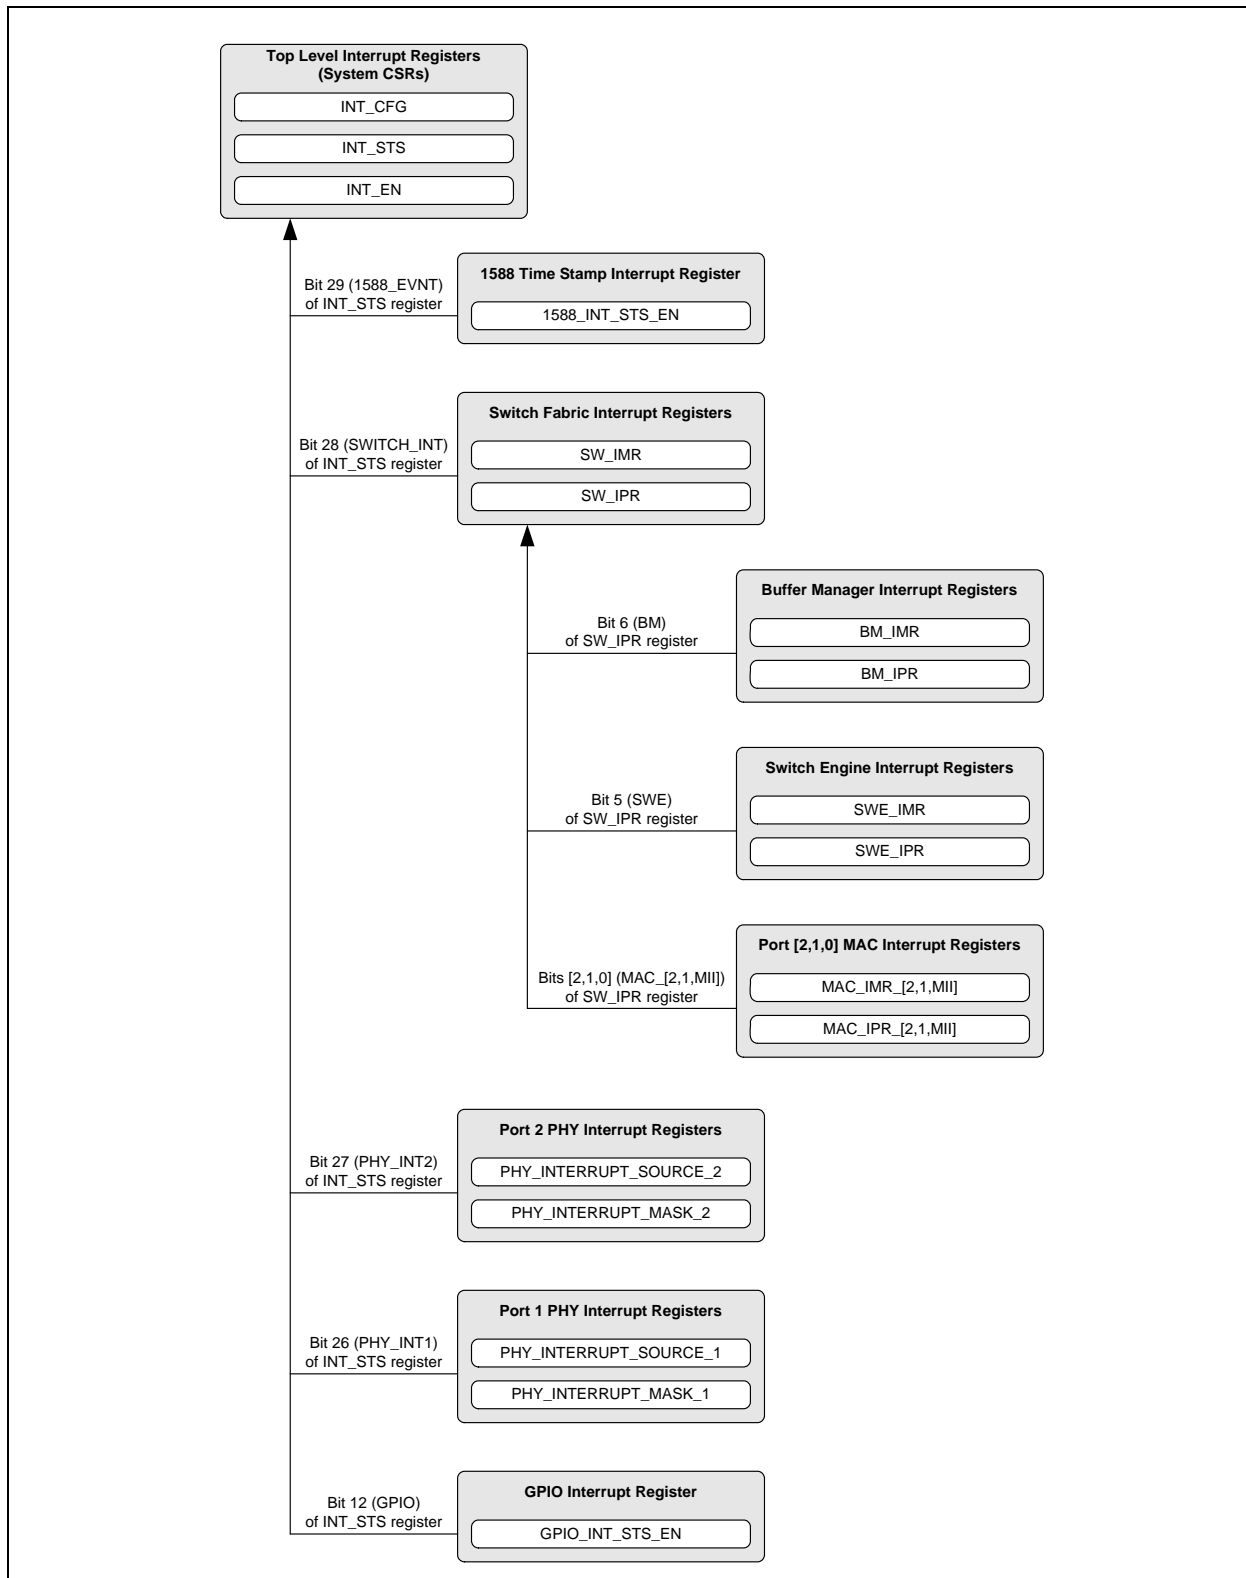 Top Level Interrupt Registers
(System CSRs)
INT_CFG
INT_STS
INT_EN
Bit 29 (1588_EVNT)
of INT_STS register
1588 Time Stamp Interrupt Register
1588_INT_STS_EN
Bit 28 (SWITCH_INT)
of INT_STS register
Switch Fabric Interrupt Registers
SW_IMR
SW_IPR
Bit 6 (BM)
of SW_IPR register
Buffer Manager Interrupt Registers
BM_IMR
BM_IPR
Bit 5 (SWE)
of SW_IPR register
Switch Engine Interrupt Registers
SWE_IMR
SWE_IPR
Bits [2,1,0] (MAC_[2,1,MII])
of SW_IPR register
Port [2,1,0] MAC Interrupt Registers
MAC_IMR_[2,1,MII]
MAC_IPR_[2,1,MII]
Bit 27 (PHY_INT2)
of INT_STS register
Port 2 PHY Interrupt Registers
PHY_INTERRUPT_SOURCE_2
PHY_INTERRUPT_MASK_2
Bit 26 (PHY_INT1)
of INT_STS register
Port 1 PHY Interrupt Registers
PHY_INTERRUPT_SOURCE_1
PHY_INTERRUPT_MASK_1
Bit 12 (GPIO)
of INT_STS register
GPIO Interrupt Register
GPIO_INT_STS_EN